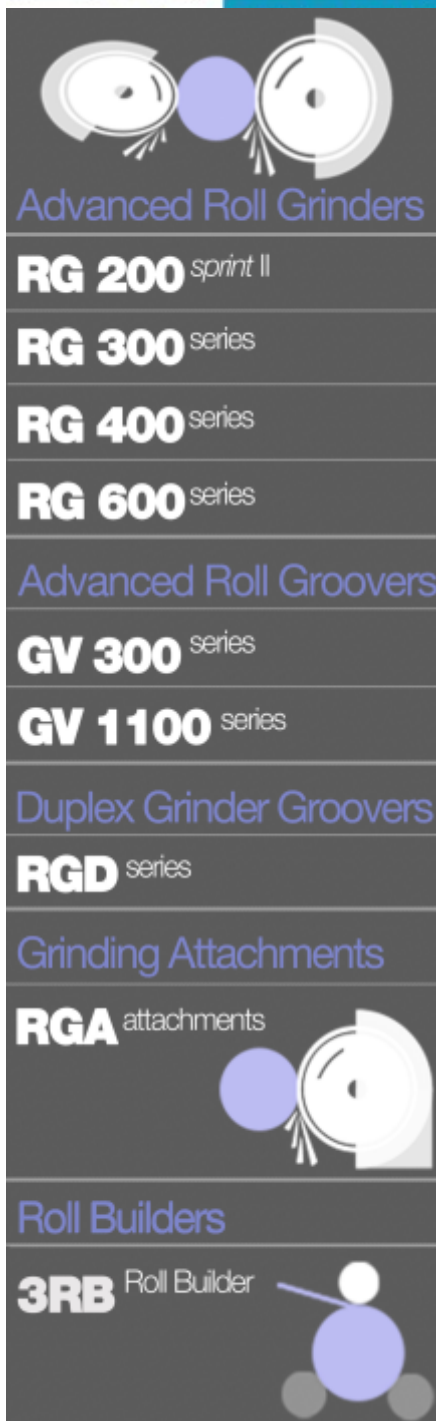 Advanced Roll Grinders
RG 200 sprint II
RG 300 series
RG 400 series
RG 600 series
Advanced Roll Groovers
GV 300 series
GV 1100 series
Duplex Grinder Groovers
RGD series
Grinding Attachments
RGA attachments
Roll Builders
3RB Roll Builder